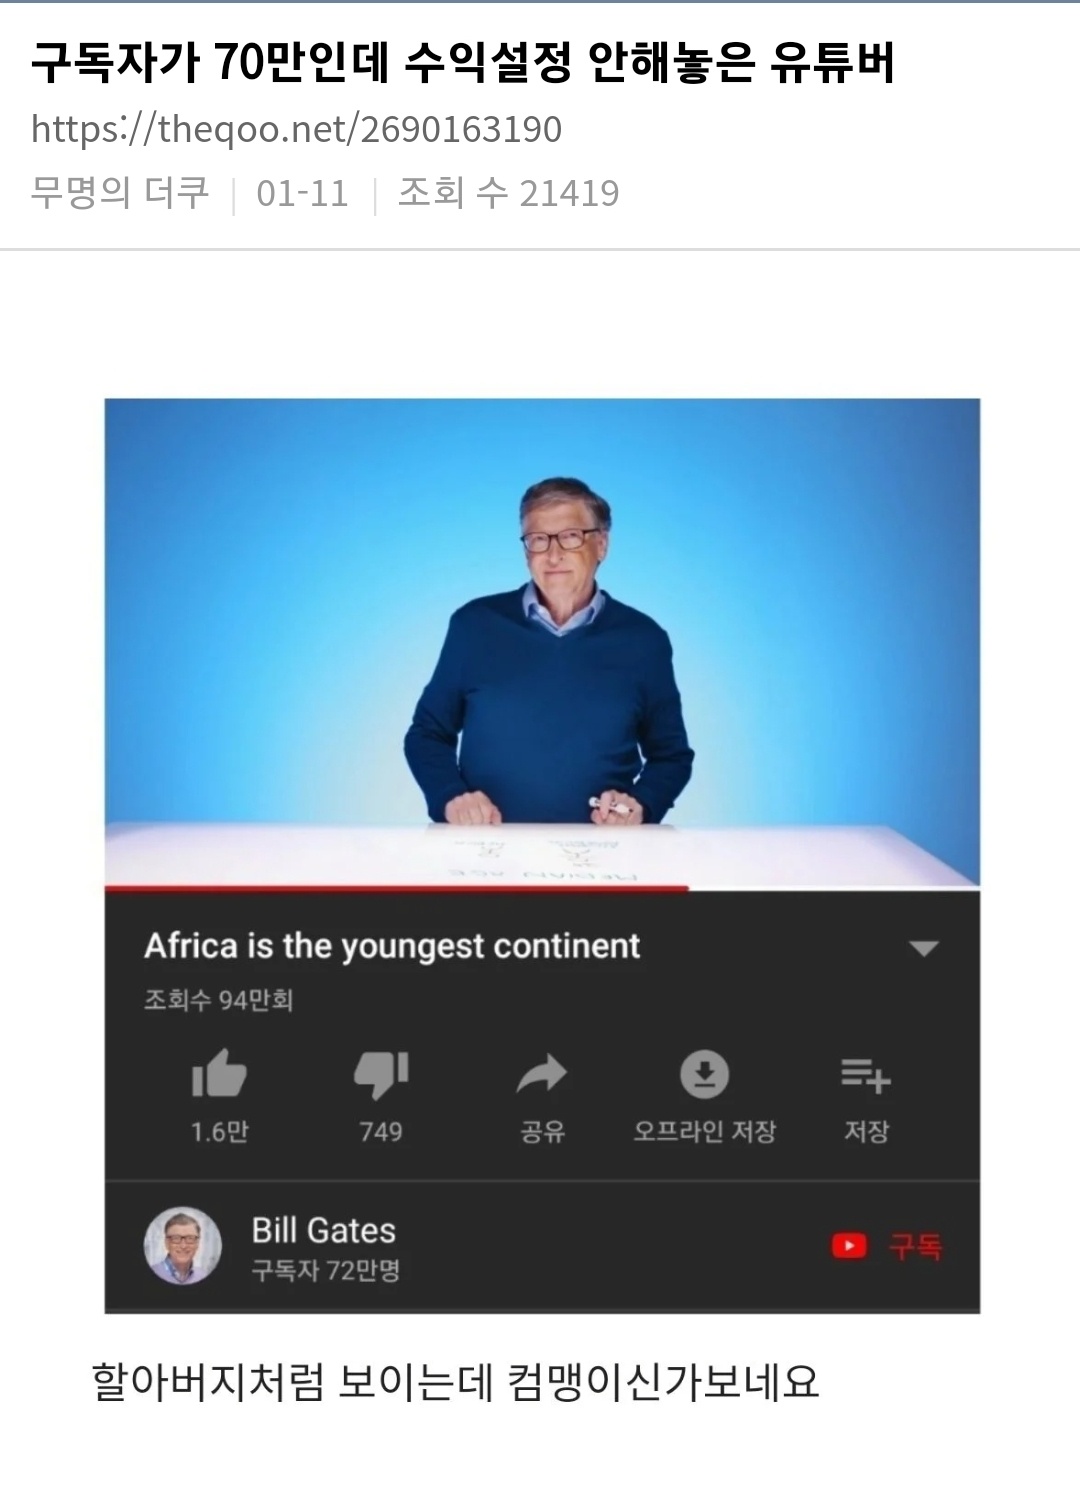 구독자가 70만인데 수익설정 안해놓은 유튜버
https://theqoo.net/2690163190
무명의 더쿠 | 01-11 | 조회 수 21419
MEDIAN AGE
Africa is the youngest continent
조회수 94만회
1.6만 749 공유 오프라인 저장 저장
Bill Gates
구독자 72만명
구독
할아버지처럼 보이는데 컴맹이신가보네요